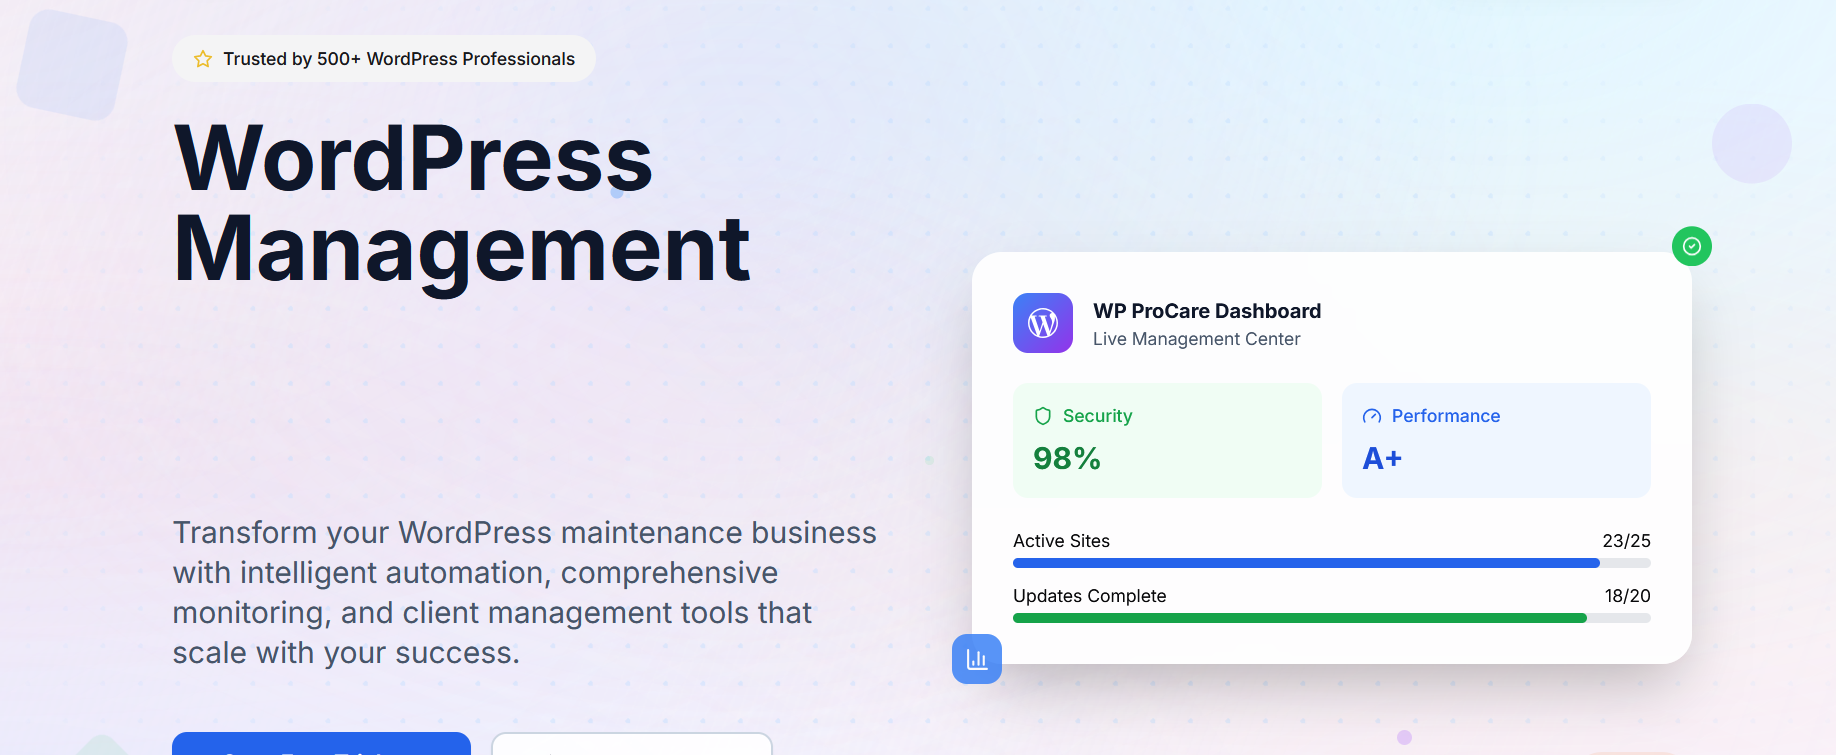 Trusted by 500+ WordPress Professionals
WordPress
Management
Transform your WordPress maintenance business
with intelligent automation, comprehensive
monitoring, and client management tools that
scale with your success.
WP ProCare Dashboard
Live Management Center
Security
98%
Performance
A+
Active Sites
23/25
Updates Complete
18/20